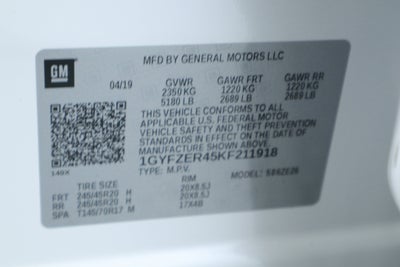 GM
MFD BY GENERAL MOTORS LLC
04/19 GVWR GAWR FRT GAWR RR
2350 KG 1220 KG 1220 KG
5180 LB 2689 LB 2689 LB
THIS VEHICLE CONFORMS TO ALL
APPLICABLE U.S. FEDERAL MOTOR
VEHICLE SAFETY, BUMPER, AND THEFT
PREVENTION STANDARDS IN EFFECT ON THE
DATE OF MANUFACTURE SHOWN ABOVE.
1GYFZER45KF211918
TYPE: M.P.V. MODEL:
TIRE SIZE RIM
FRT 245/45R20 H 20X8.5J
RR 245/45R20 H 20X8.5J
SPA T145/70R17 M 17X4B